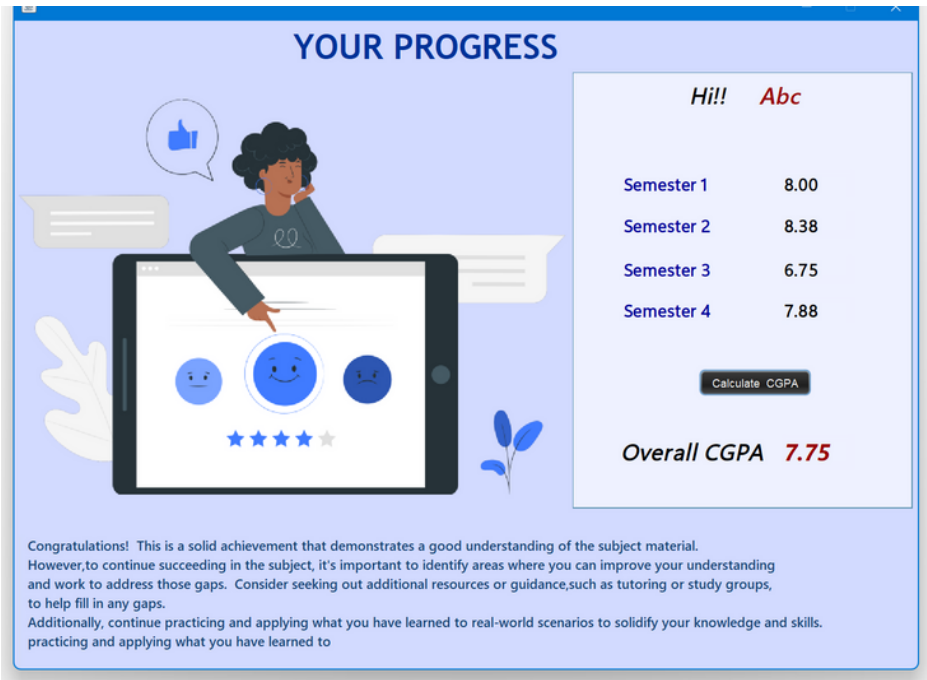 YOUR PROGRESS
Hi!! Abc
Semester 1 8.00
Semester 2 8.38
Semester 3 6.75
Semester 4 7.88
Calculate CGPA
Overall CGPA 7.75
Congratulations! This is a solid achievement that demonstrates a good understanding of the subject material.
However,to continue succeeding in the subject, it's important to identify areas where you can improve your understanding
and work to address those gaps. Consider seeking out additional resources or guidance,such as tutoring or study groups,
to help fill in any gaps.
Additionally, continue practicing and applying what you have learned to real-world scenarios to solidify your knowledge and skills.
practicing and applying what you have learned to